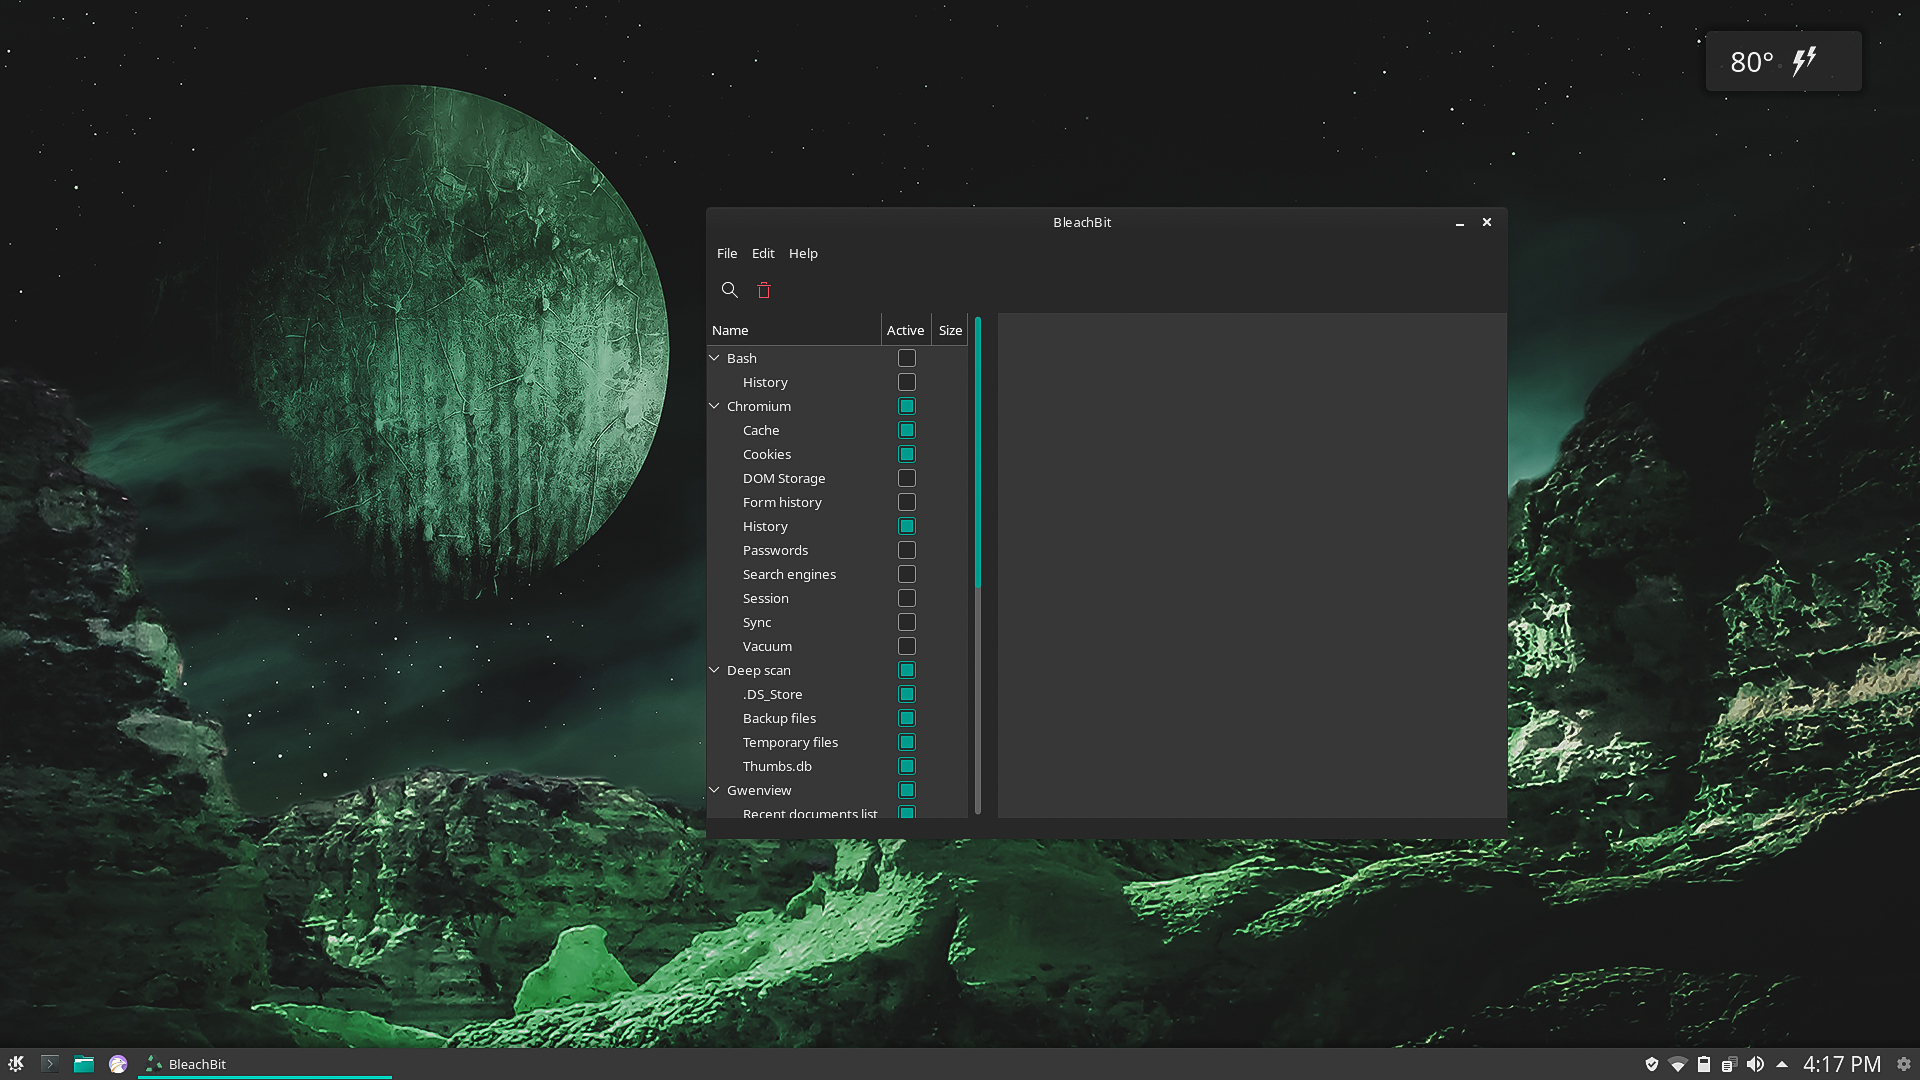 80°
BleachBit
File Edit Help
Name Active Size
Bash
History
Chromium
Cache
Cookies
DOM Storage
Form history
History
Passwords
Search engines
Session
Sync
Vacuum
Deep scan
.DS_Store
Backup files
Temporary files
Thumbs.db
Gwenview
Recent documents list
BleachBit
4:17 PM